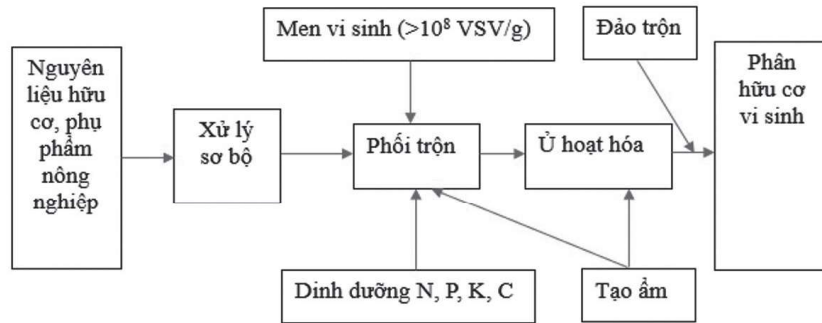 Men vi sinh (>10⁸ VSV/g)
Đảo trộn
Nguyên
liệu hữu
cơ, phụ
phẩm
nông
nghiệp
Xử lý
sơ bộ
Phối trộn
Ủ hoạt hóa
Phân
hữu cơ
vi sinh
Dinh dưỡng N, P, K, C
Tạo ẩm